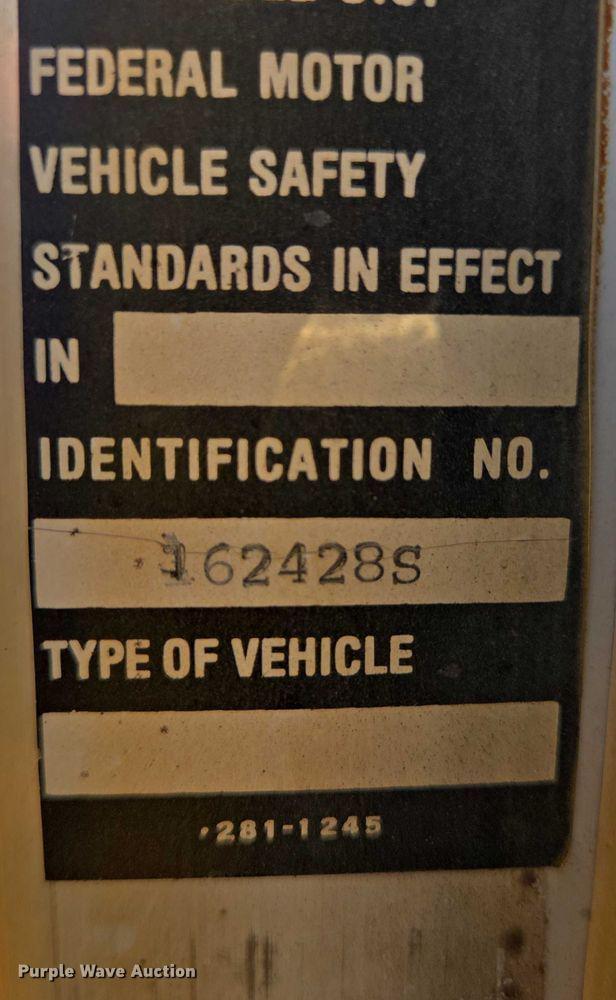 FEDERAL MOTOR
VEHICLE SAFETY
STANDARDS IN EFFECT
IN
IDENTIFICATION NO.
162428S
TYPE OF VEHICLE
281-1245
Purple Wave Auction